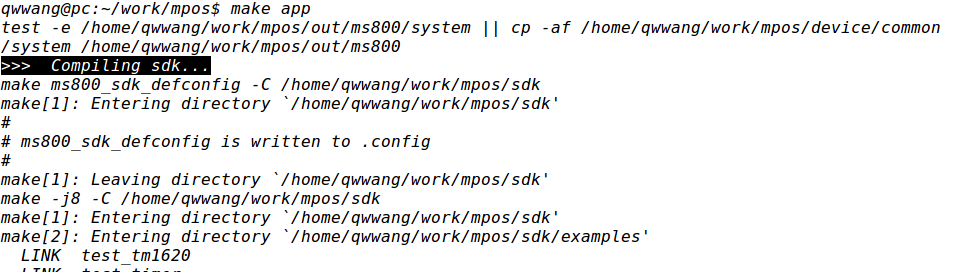 qwwang@pc:~/work/mpos$ make app
test -e /home/qwwang/work/mpos/out/ms800/system || cp -af /home/qwwang/work/mpos/device/common
/system /home/qwwang/work/mpos/out/ms800
>>>  Compiling sdk...
make ms800_sdk_defconfig -C /home/qwwang/work/mpos/sdk
make[1]: Entering directory `/home/qwwang/work/mpos/sdk'
#
# ms800_sdk_defconfig is written to .config
#
make[1]: Leaving directory `/home/qwwang/work/mpos/sdk'
make -j8 -C /home/qwwang/work/mpos/sdk
make[1]: Entering directory `/home/qwwang/work/mpos/sdk'
make[2]: Entering directory `/home/qwwang/work/mpos/sdk/examples'
  LINK  test_tm1620
  LINK  test_timer